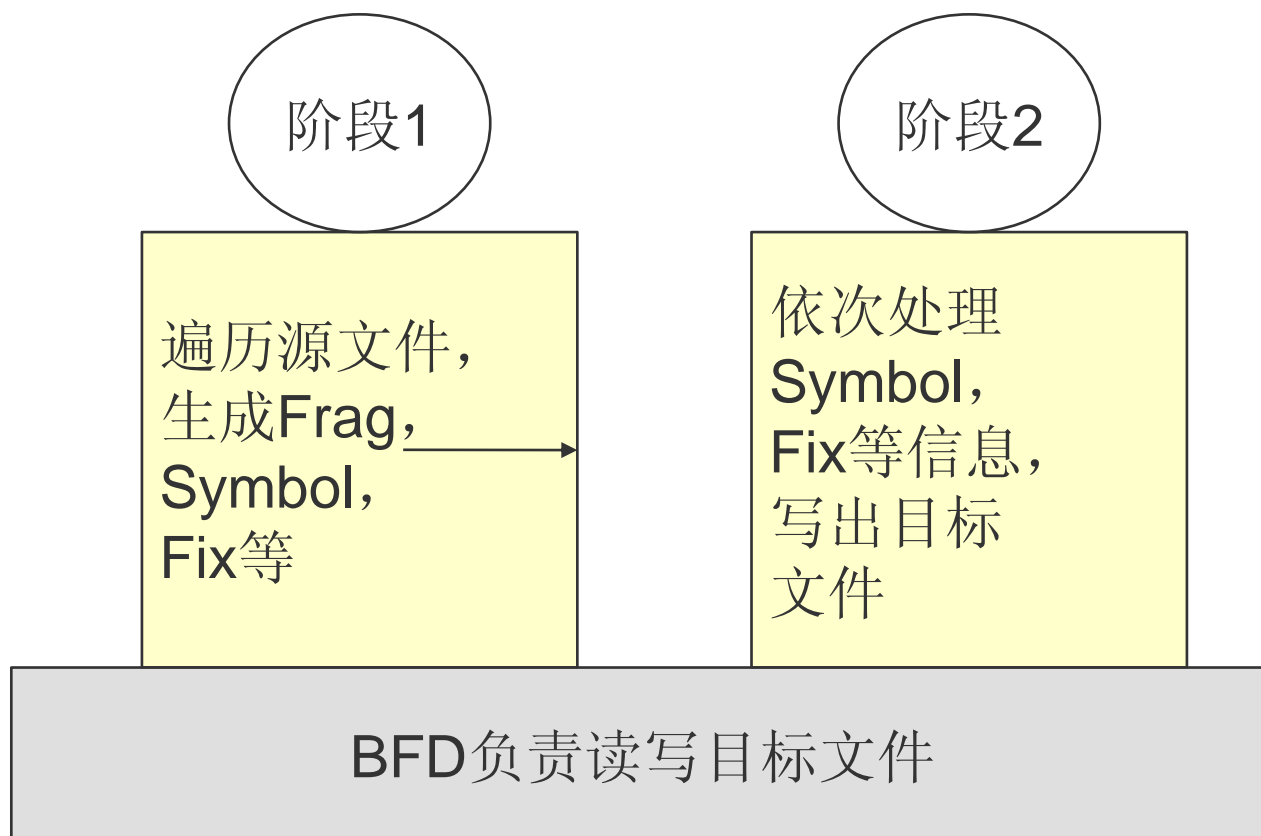 阶段1
遍历源文件，
生成Frag，
Symbol，
Fix等
阶段2
依次处理
Symbol，
Fix等信息，
写出目标
文件
BFD负责读写目标文件